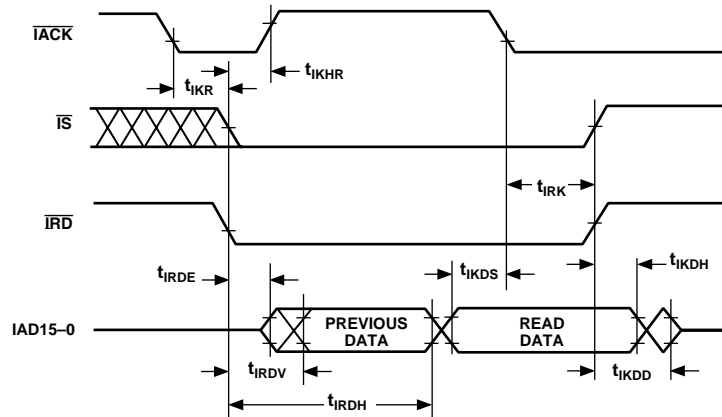 IACK
tIKHR
tIKR
IS
tIRK
IRD
tIRDE
tIKDS
tIKDH
IAD15–0
PREVIOUS
DATA
READ
DATA
tIRDV
tIKDD
tIRDH